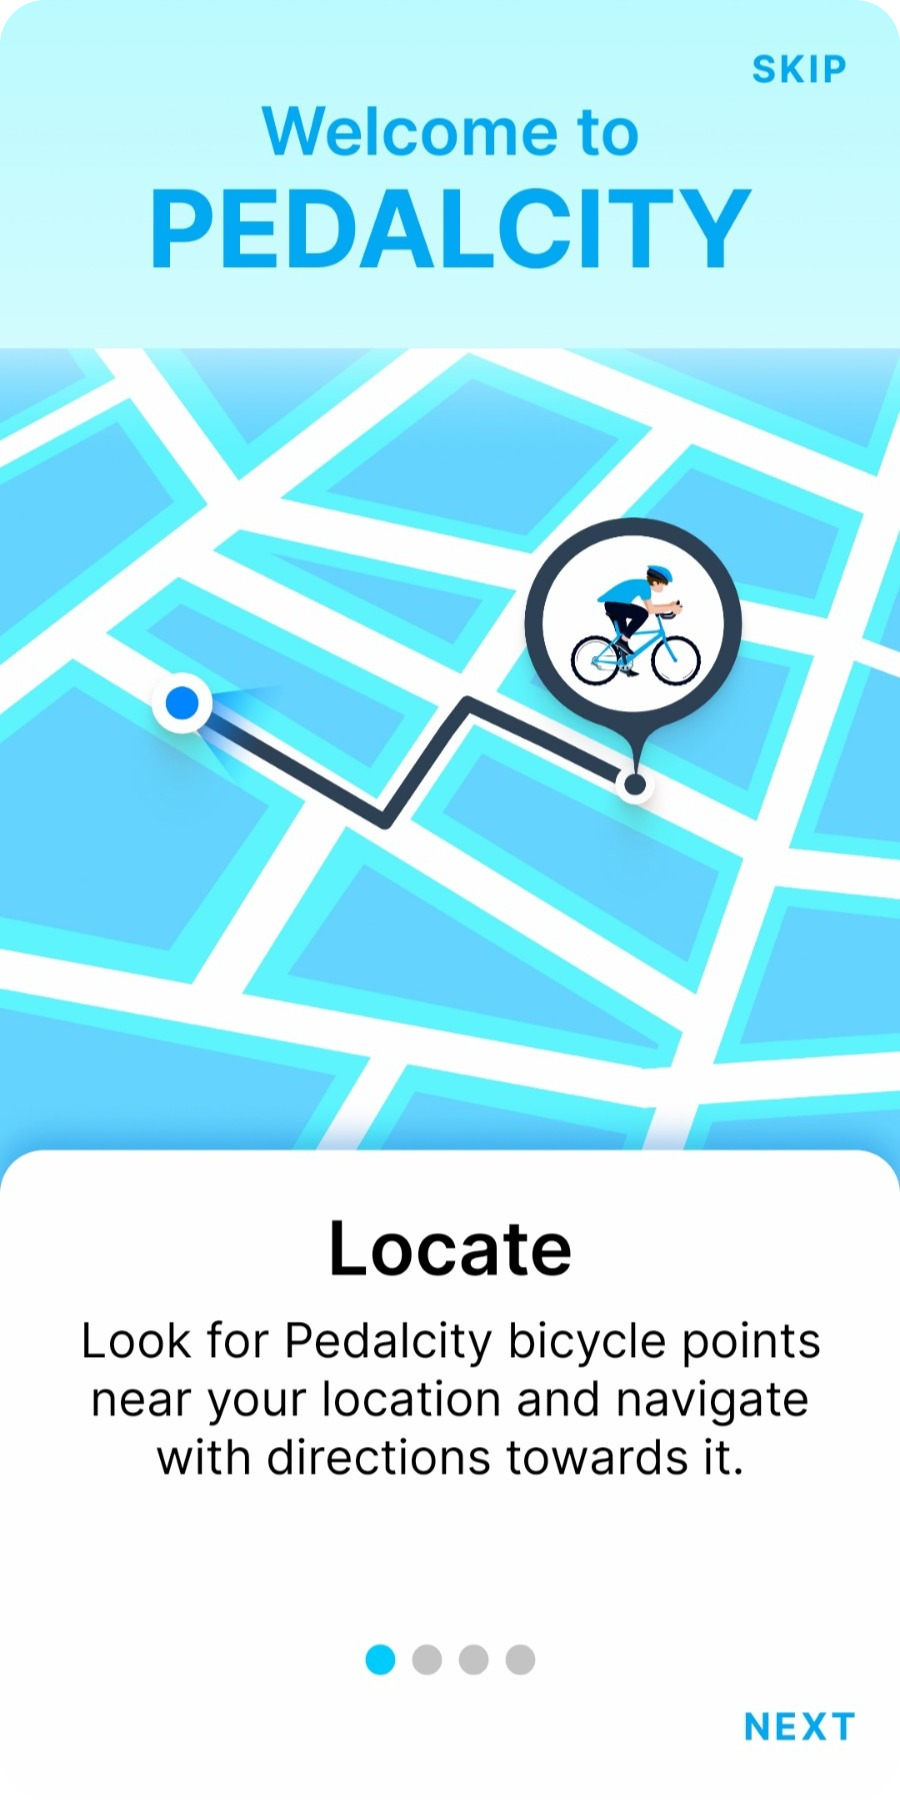 SKIP
Welcome to
PEDALCITY
Locate
Look for Pedalcity bicycle points
near your location and navigate
with directions towards it.
NEXT